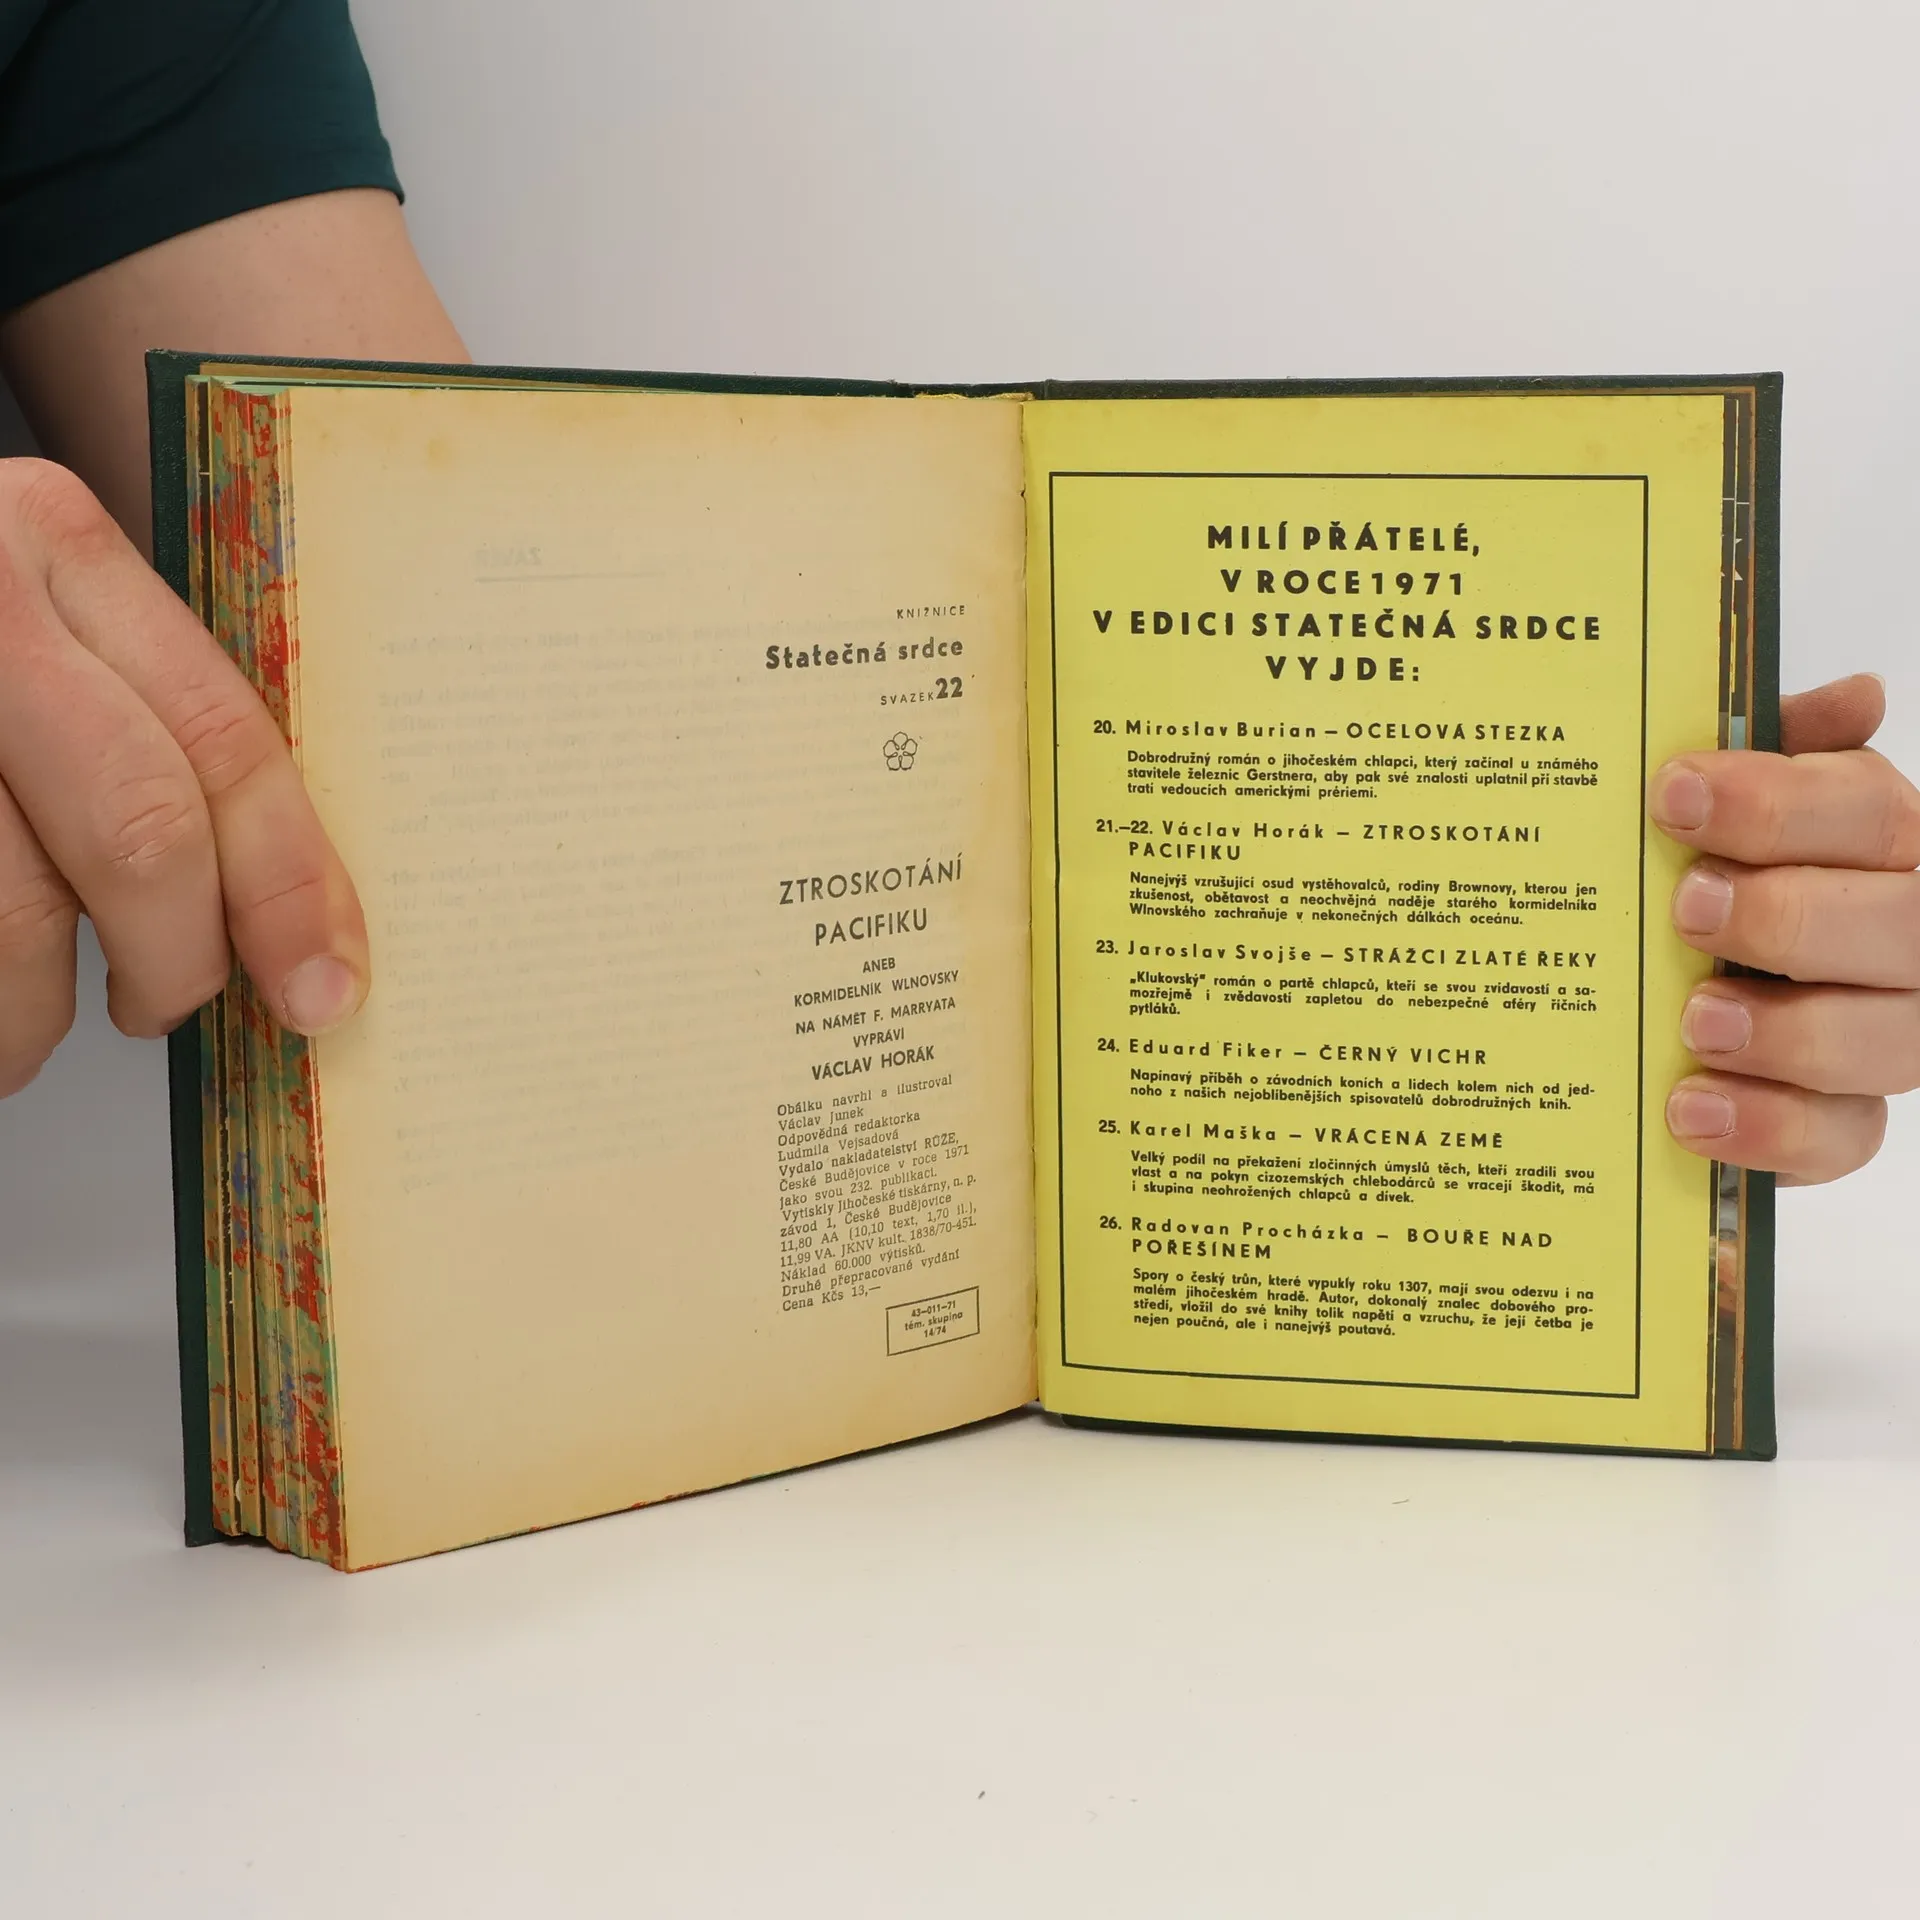 KNIŽNICE
Statečná srdce
SVAZEK 22
ZTROSKOTÁNÍ
PACIFIKU
ANEB
KORMIDELNÍK WLNOVSKY
NA NÁMĚT F. MARRYATA
VYPRÁVÍ
VÁCLAV HORÁK
Obálku navrhl a ilustroval
Václav Junek
Odpovědná redaktorka
Ludmila Vejsadová
Vydalo nakladatelství RŮŽE,
České Budějovice v roce 1971
jako svou 232. publikaci.
Vytiskly Jihočeské tiskárny, n. p.
závod 1, České Budějovice
11,80 AA (10,10 text, 1,70 il.),
11,99 VA. JKNV kult. 1838/70-451.
Náklad 60.000 výtisků.
Druhé přepracované vydání
Cena Kčs 13,—
43-011-71
tém. skupina
14/74
MILÍ PŘÁTELÉ,
V ROCE 1971
V EDICI STATEČNÁ SRDCE
VYJDE:
20. Miroslav Burian – OCELOVÁ STEZKA
Dobrodružný román o jihočeském chlapci, který začínal u známého
stavitele železnic Gerstnera, aby pak své znalosti uplatnil při stavbě
trati vedoucích americkými prériemi.
21.–22. Václav Horák – ZTROSKOTÁNÍ
PACIFIKU
Nanejvýš vzrušující osud vystěhovalců, rodiny Brownovy, kterou jen
zkušenost, obětavost a neochvějná naděje starého kormidelníka
Wlnovského zachraňuje v nekonečných dálkách oceánu.
23. Jaroslav Svojše – STRÁŽCI ZLATÉ ŘEKY
„Klukovský" román o partě chlapců, kteří se svou zvídavostí a sa-
mozřejmě i zvědavostí zapletou do nebezpečné aféry říčních
pytláků.
24. Eduard Fiker – ČERNÝ VICHR
Napínavý příběh o závodních koních a lidech kolem nich od jed-
noho z našich nejoblíbenějších spisovatelů dobrodružných knih.
25. Karel Maška – VRÁCENÁ ZEMĚ
Velký podíl na překažení zločinných úmyslů těch, kteří zradili svou
vlast a na pokyn cizozemských chlebodárců se vracejí škodit, má
i skupina neohrožených chlapců a dívek.
26. Radovan Procházka – BOUŘE NAD
POŘEŠÍNEM
Spory o český trůn, které vypukly roku 1307, mají svou odezvu i na
malém jihočeském hradě. Autor, dokonalý znalec dobového pro-
středí, vložil do své knihy tolik napětí a vzruchu, že její četba je
nejen poučná, ale i nanejvýš poutavá.